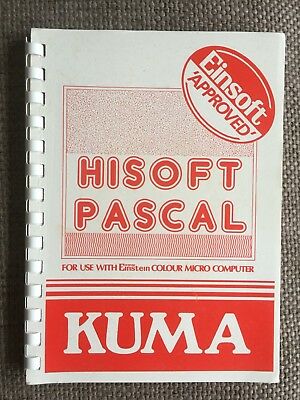 Einsoft
'APPROVED'
HISOFT
PASCAL
FOR USE WITH Einstein COLOUR MICRO COMPUTER
KUMA